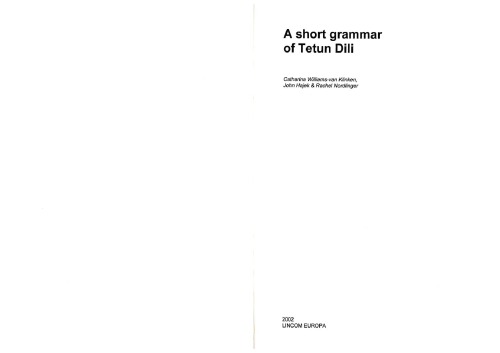 A short grammar
of Tetun Dili
Catharina Williams-van Klinken,
John Hajek & Rachel Nordlinger
2002
LINCOM EUROPA